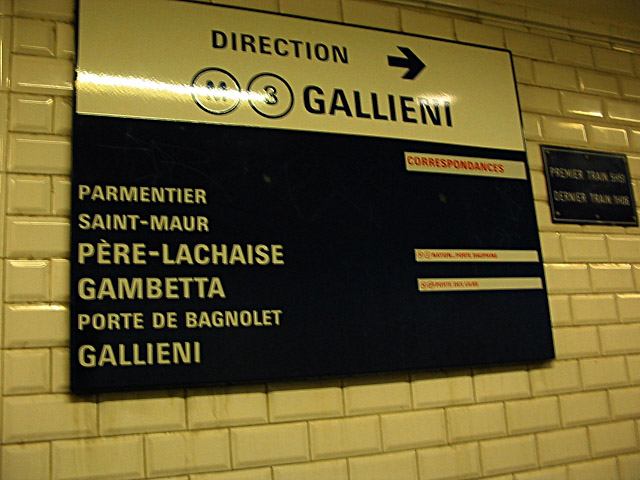 DIRECTION
M 3 GALLIENI
CORRESPONDANCES
PARMENTIER
SAINT-MAUR
PÈRE-LACHAISE
GAMBETTA
PORTE DE BAGNOLET
GALLIENI
PREMIER TRAIN
DERNIER TRAIN